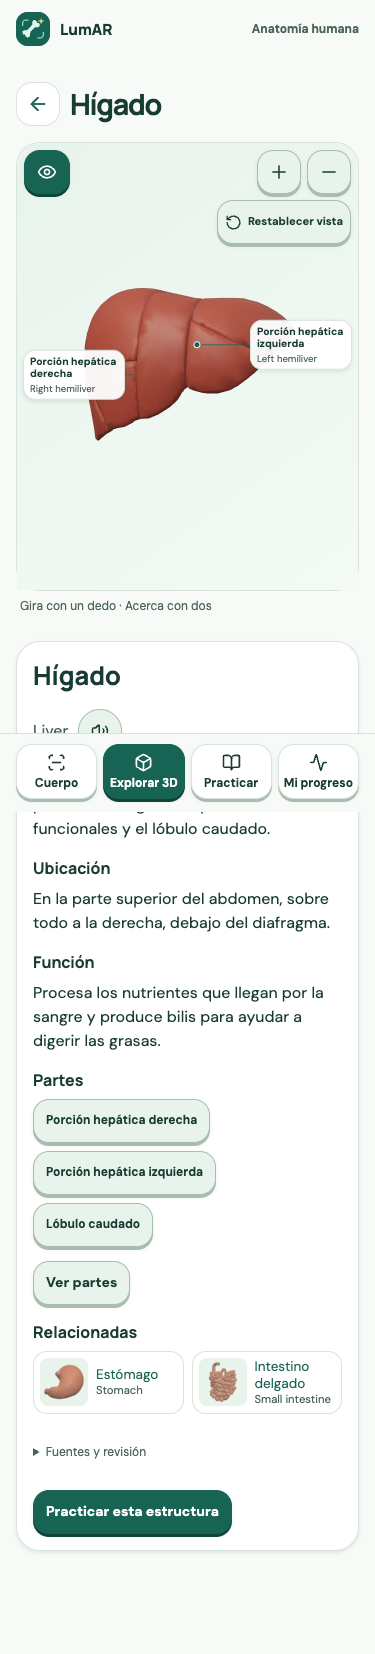 LumAR
Anatomía humana
Hígado
Restablecer vista
Porción hepática
izquierda
Left hemiliver
Porción hepática
derecha
Right hemiliver
Gira con un dedo · Acerca con dos
Hígado
Liver
Cuerpo
Explorar 3D
Practicar
Mi progreso
funcionales y el lóbulo caudado.
Ubicación
En la parte superior del abdomen, sobre
todo a la derecha, debajo del diafragma.
Función
Procesa los nutrientes que llegan por la
sangre y produce bilis para ayudar a
digerir las grasas.
Partes
Porción hepática derecha
Porción hepática izquierda
Lóbulo caudado
Ver partes
Relacionadas
Estómago
Stomach
Intestino
delgado
Small intestine
Fuentes y revisión
Practicar esta estructura